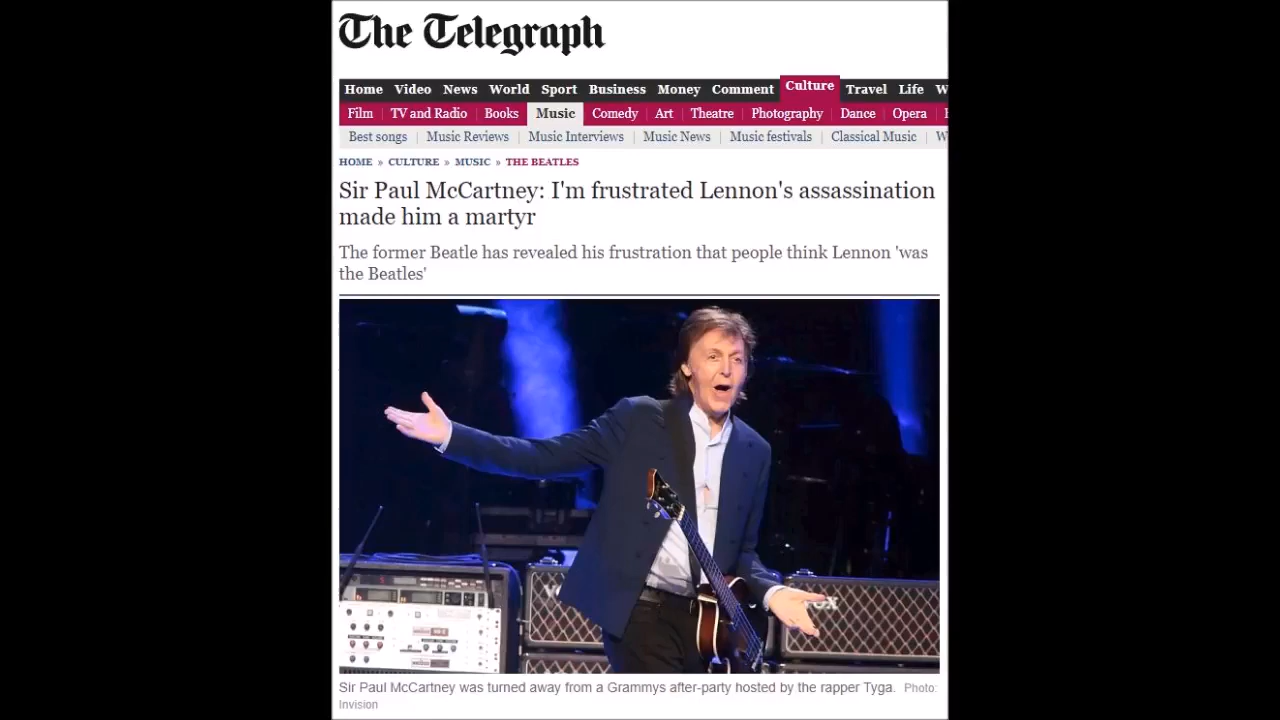 The Telegraph
Home Video News World Sport Business Money Comment Culture Travel Life W
Film TV and Radio Books Music Comedy Art Theatre Photography Dance Opera
Best songs Music Reviews Music Interviews Music News Music festivals Classical Music W
HOME » CULTURE » MUSIC » THE BEATLES
Sir Paul McCartney: I'm frustrated Lennon's assassination
made him a martyr
The former Beatle has revealed his frustration that people think Lennon 'was
the Beatles'
VOX
Sir Paul McCartney was turned away from a Grammys after-party hosted by the rapper Tyga. Photo:
Invision